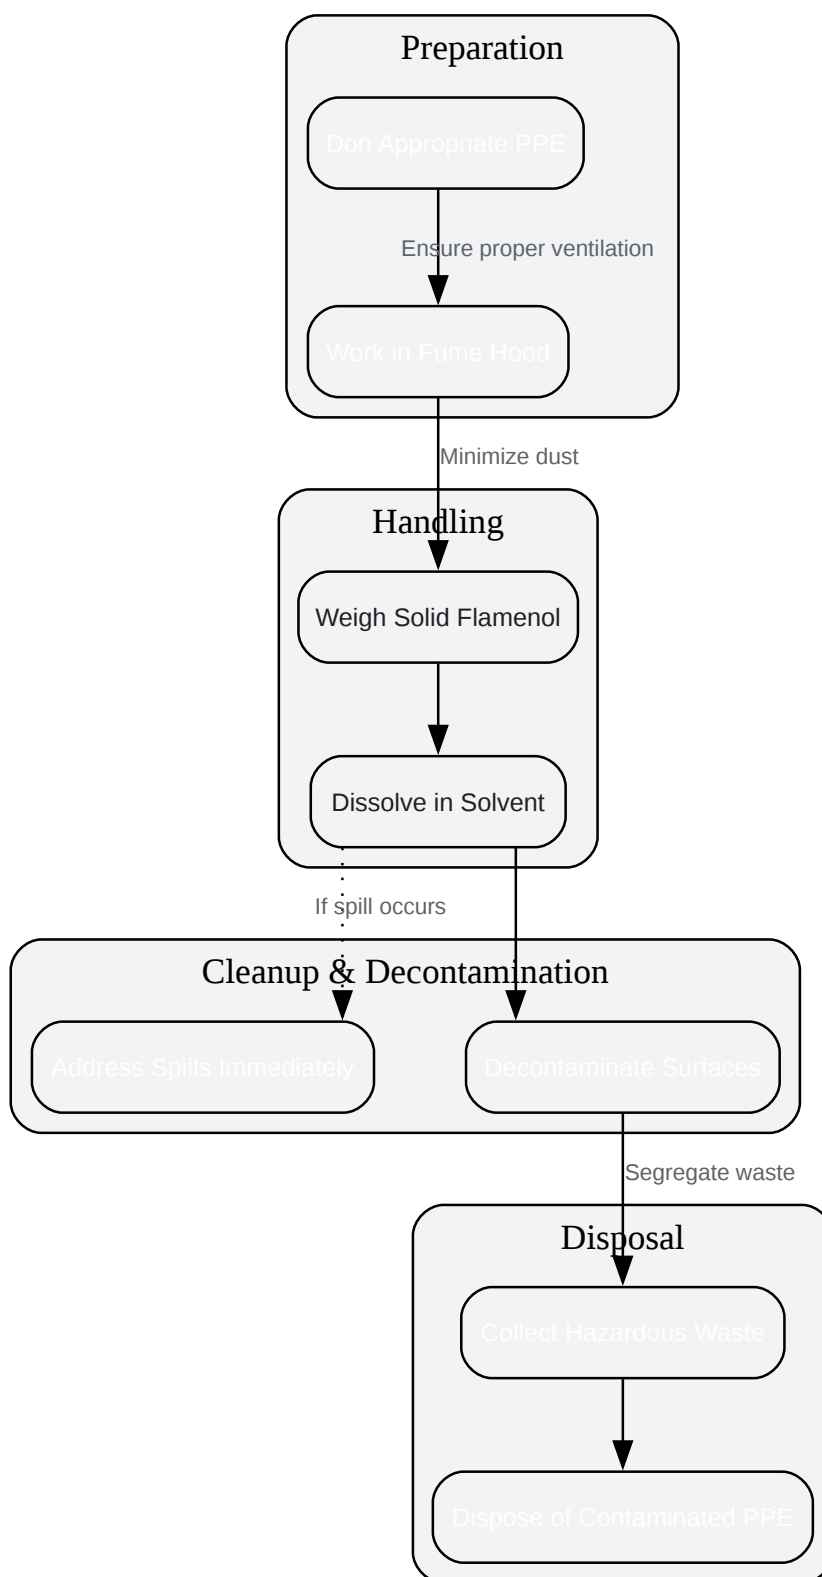 Preparation
Don Appropriate PPE
Ensure proper ventilation
Work in Fume Hood
Minimize dust
Handling
Weigh Solid Flamenol
Dissolve in Solvent
If spill occurs
Cleanup & Decontamination
Address Spills Immediately
Decontaminate Surfaces
Segregate waste
Disposal
Collect Hazardous Waste
Dispose of Contaminated PPE